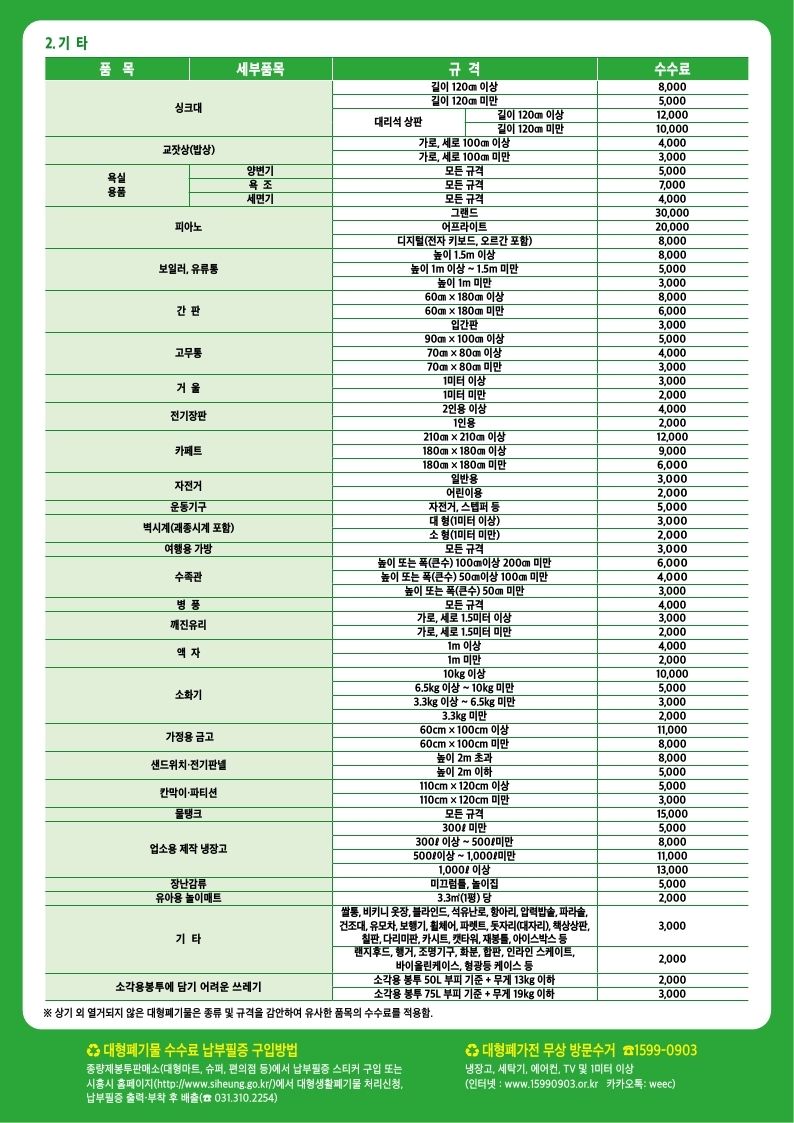 2. 기 타
품 목 세부품목 규 격 수수료
싱크대 길이 120㎝ 이상 8,000
길이 120㎝ 미만 5,000
대리석 상판 길이 120㎝ 이상 12,000
길이 120㎝ 미만 10,000
교잣상(밥상) 가로, 세로 100㎝ 이상 4,000
가로, 세로 100㎝ 미만 3,000
욕실 용품 양변기 모든 규격 5,000
욕 조 모든 규격 7,000
세면기 모든 규격 4,000
피아노 그랜드 30,000
어프라이트 20,000
디지털(전자 키보드, 오르간 포함) 8,000
보일러, 유류통 높이 1.5m 이상 8,000
높이 1m 이상 ~ 1.5m 미만 5,000
높이 1m 미만 3,000
간 판 60㎝ × 180㎝ 이상 8,000
60㎝ × 180㎝ 미만 6,000
입간판 3,000
고무통 90㎝ × 100㎝ 이상 5,000
70㎝ × 80㎝ 이상 4,000
70㎝ × 80㎝ 미만 3,000
거 울 1미터 이상 3,000
1미터 미만 2,000
전기장판 2인용 이상 4,000
1인용 2,000
카페트 210㎝ × 210㎝ 이상 12,000
180㎝ × 180㎝ 이상 9,000
180㎝ × 180㎝ 미만 6,000
자전거 일반용 3,000
어린이용 2,000
운동기구 자전거, 스텝퍼 등 5,000
벽시계(괘종시계 포함) 대 형(1미터 이상) 3,000
소 형(1미터 미만) 2,000
여행용 가방 모든 규격 3,000
수족관 높이 또는 폭(큰수) 100㎝이상 200㎝ 미만 6,000
높이 또는 폭(큰수) 50㎝이상 100㎝ 미만 4,000
높이 또는 폭(큰수) 50㎝ 미만 3,000
병 풍 모든 규격 4,000
깨진유리 가로, 세로 1.5미터 이상 3,000
가로, 세로 1.5미터 미만 2,000
액 자 1m 이상 4,000
1m 미만 2,000
소화기 10kg 이상 10,000
6.5kg 이상 ~ 10kg 미만 5,000
3.3kg 이상 ~ 6.5kg 미만 3,000
3.3kg 미만 2,000
가정용 금고 60cm × 100cm 이상 11,000
60cm × 100cm 미만 8,000
샌드위치·전기판넬 높이 2m 초과 8,000
높이 2m 이하 5,000
칸막이·파티션 110cm × 120cm 이상 5,000
110cm × 120cm 미만 3,000
물탱크 모든 규격 15,000
업소용 제작 냉장고 300ℓ 미만 5,000
300ℓ 이상 ~ 500ℓ미만 8,000
500ℓ이상 ~ 1,000ℓ미만 11,000
1,000ℓ 이상 13,000
장난감류 미끄럼틀, 놀이집 5,000
유아용 놀이매트 3.3㎡(1평) 당 2,000
기 타 쌀통, 비키니 옷장, 블라인드, 석유난로, 항아리, 압력밥솥, 파라솔,
건조대, 유모차, 보행기, 휠체어, 파렛트, 돗자리(대자리), 책상상판,
칠판, 다리미판, 카시트, 캣타워, 재봉틀, 아이스박스 등 3,000
랜지후드, 행거, 조명기구, 화분, 합판, 인라인 스케이트,
바이올린케이스, 형광등 케이스 등 2,000
소각용봉투에 담기 어려운 쓰레기 소각용 봉투 50L 부피 기준 + 무게 13kg 이하 2,000
소각용 봉투 75L 부피 기준 + 무게 19kg 이하 3,000
※ 상기 외 열거되지 않은 대형폐기물은 종류 및 규격을 감안하여 유사한 품목의 수수료를 적용함.
♻ 대형폐기물 수수료 납부필증 구입방법
종량제봉투판매소(대형마트, 슈퍼, 편의점 등)에서 납부필증 스티커 구입 또는
시흥시 홈페이지(http://www.siheung.go.kr/)에서 대형생활폐기물 처리신청,
납부필증 출력·부착 후 배출(☎ 031.310.2254)
♻ 대형폐가전 무상 방문수거 ☎1599-0903
냉장고, 세탁기, 에어컨, TV 및 1미터 이상
(인터넷 : www.15990903.or.kr 카카오톡: weec)